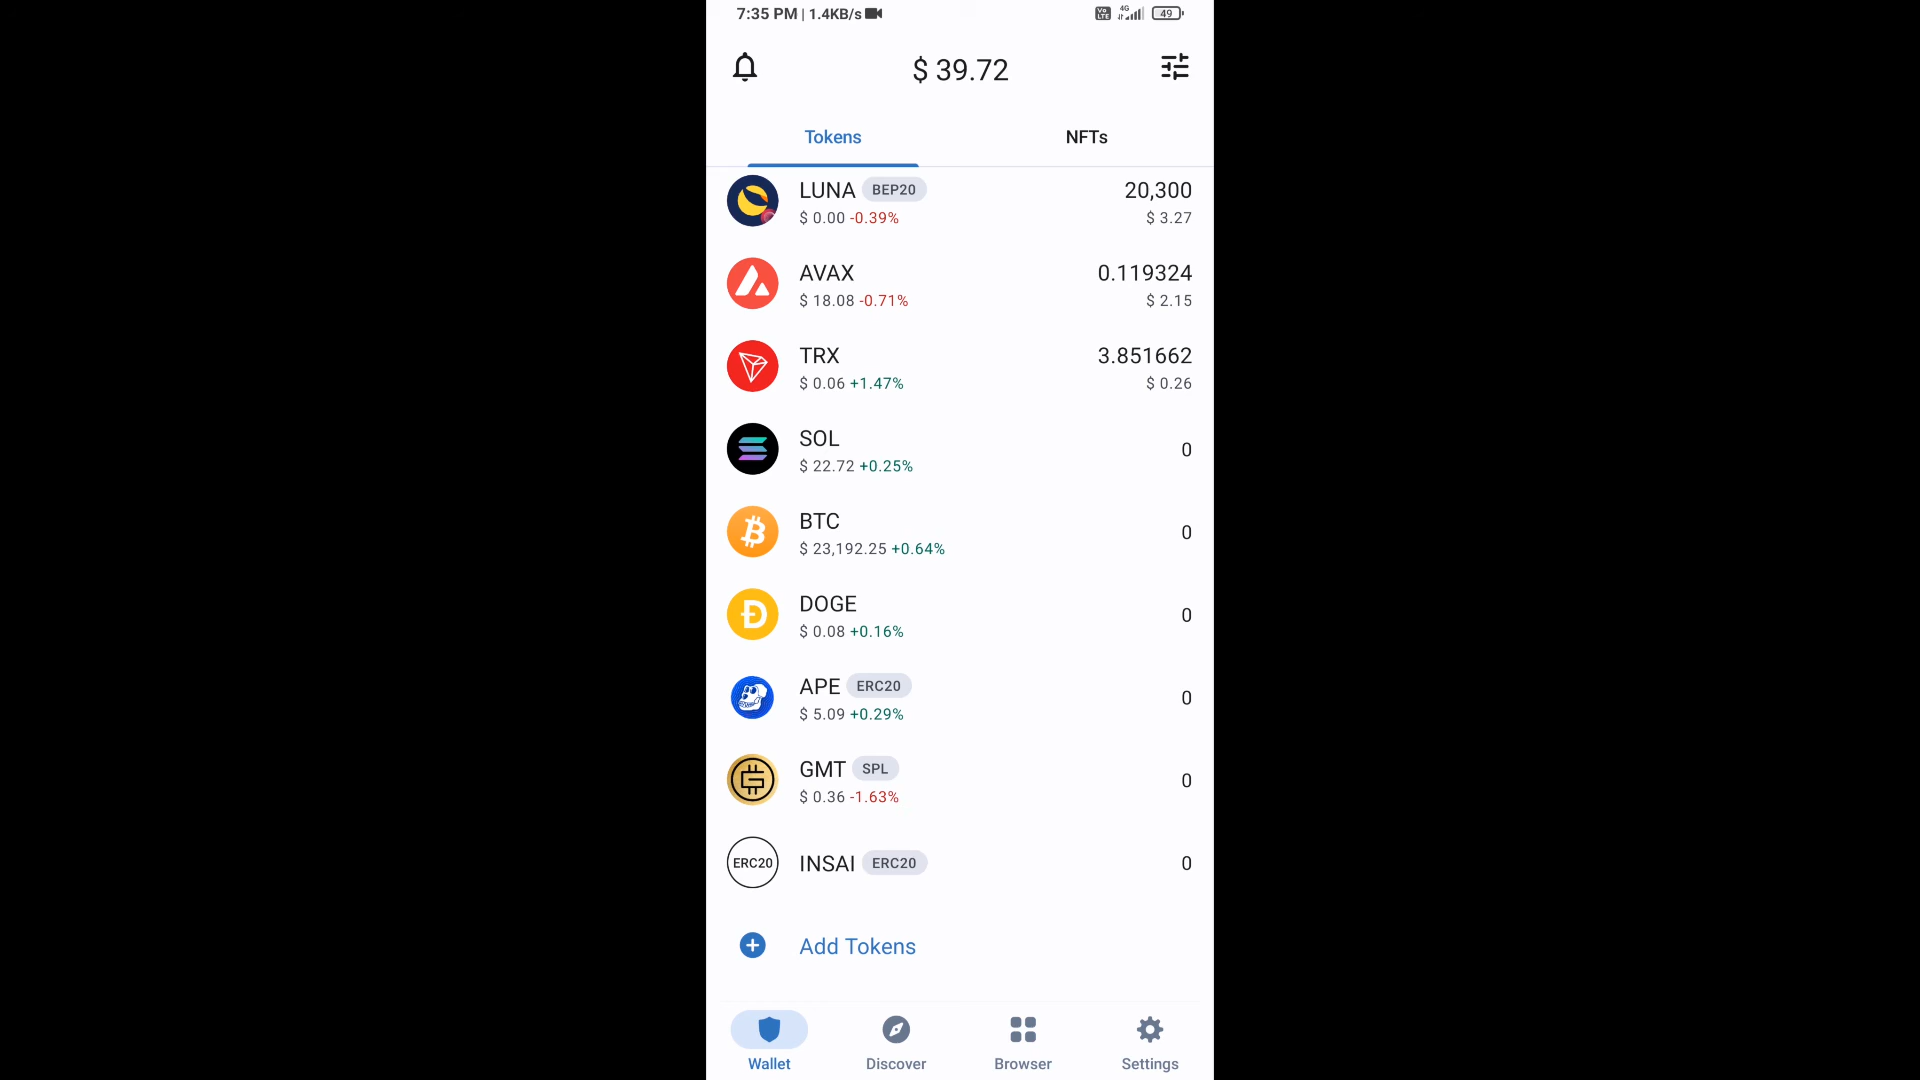 7:35 PM | 1.4KB/s
Vo LTE 4G 49
$ 39.72
Tokens NFTs
LUNA BEP20 20,300
$ 0.00 -0.39% $ 3.27
AVAX 0.119324
$ 18.08 -0.71% $ 2.15
TRX 3.851662
$ 0.06 +1.47% $ 0.26
SOL 0
$ 22.72 +0.25%
BTC 0
$ 23,192.25 +0.64%
DOGE 0
$ 0.08 +0.16%
APE ERC20 0
$ 5.09 +0.29%
GMT SPL 0
$ 0.36 -1.63%
ERC20 INSAI ERC20 0
Add Tokens
Wallet Discover Browser Settings